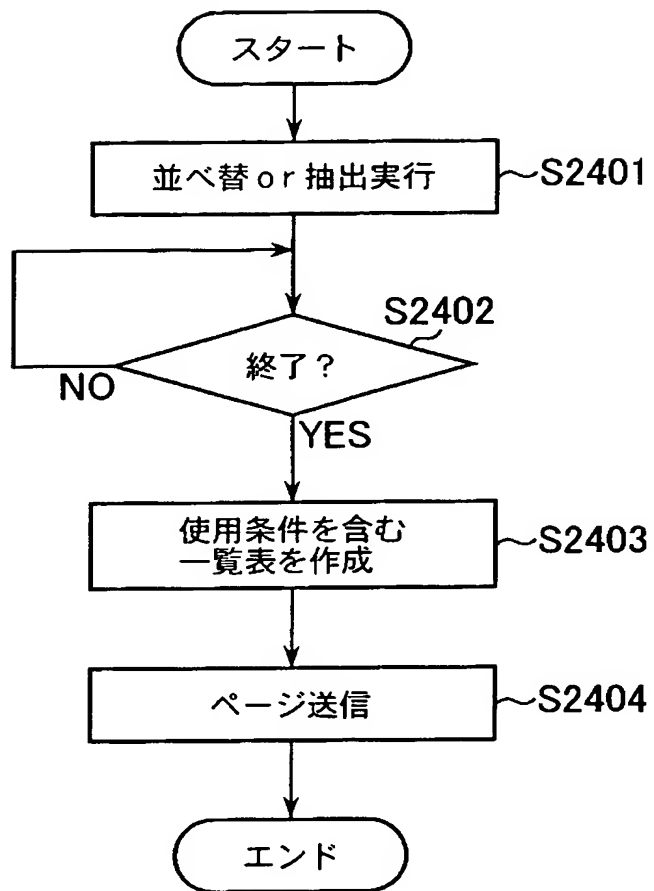 スタート
並べ替or抽出実行
S2401
S2402
終了?
NO
YES
使用条件を含む
一覧表を作成
S2403
ページ送信
S2404
エンド